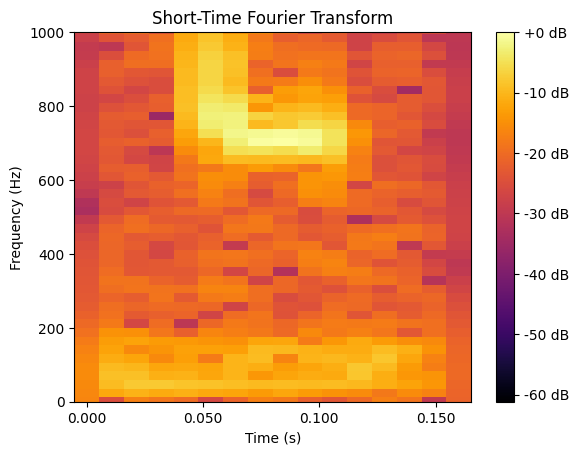 Short-Time Fourier Transform
1000
800
600
400
200
0
Frequency (Hz)
0.000
0.050
0.100
0.150
Time (s)
+0 dB
-10 dB
-20 dB
-30 dB
-40 dB
-50 dB
-60 dB